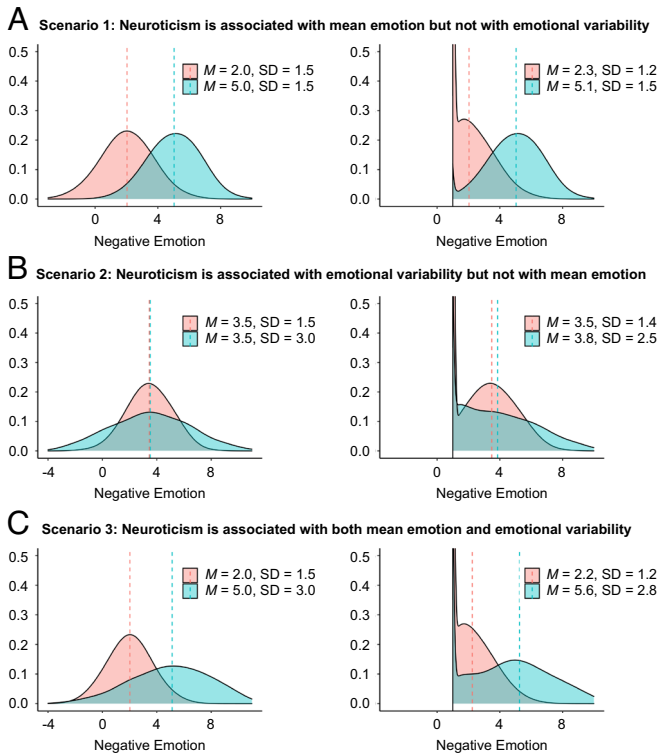 A Scenario 1: Neuroticism is associated with mean emotion but not with emotional variability
0.5
0.4
0.3
0.2
0.1
0.0
M = 2.0, SD = 1.5
M = 5.0, SD = 1.5
0 4 8
Negative Emotion
0.5
0.4
0.3
0.2
0.1
0.0
M = 2.3, SD = 1.2
M = 5.1, SD = 1.5
0 4 8
Negative Emotion
B Scenario 2: Neuroticism is associated with emotional variability but not with mean emotion
0.5
0.4
0.3
0.2
0.1
0.0
M = 3.5, SD = 1.5
M = 3.5, SD = 3.0
-4 0 4 8
Negative Emotion
0.5
0.4
0.3
0.2
0.1
0.0
M = 3.5, SD = 1.4
M = 3.8, SD = 2.5
0 4 8
Negative Emotion
C Scenario 3: Neuroticism is associated with both mean emotion and emotional variability
0.5
0.4
0.3
0.2
0.1
0.0
M = 2.0, SD = 1.5
M = 5.0, SD = 3.0
-4 0 4 8
Negative Emotion
0.5
0.4
0.3
0.2
0.1
0.0
M = 2.2, SD = 1.2
M = 5.6, SD = 2.8
0 4 8
Negative Emotion